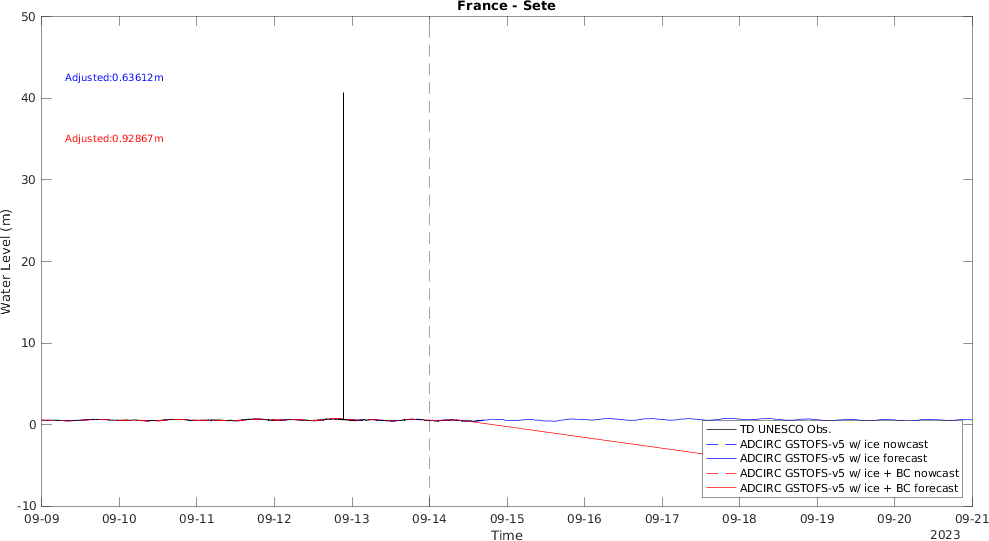 France - Sete
50
40
30
20
10
0
-10
Water Level (m)
Adjusted:0.63612m
Adjusted:0.92867m
TD UNESCO Obs.
ADCIRC GSTOFS-v5 w/ ice nowcast
ADCIRC GSTOFS-v5 w/ ice forecast
ADCIRC GSTOFS-v5 w/ ice + BC nowcast
ADCIRC GSTOFS-v5 w/ ice + BC forecast
09-09 09-10 09-11 09-12 09-13 09-14 09-15 09-16 09-17 09-18 09-19 09-20 09-21
Time
2023